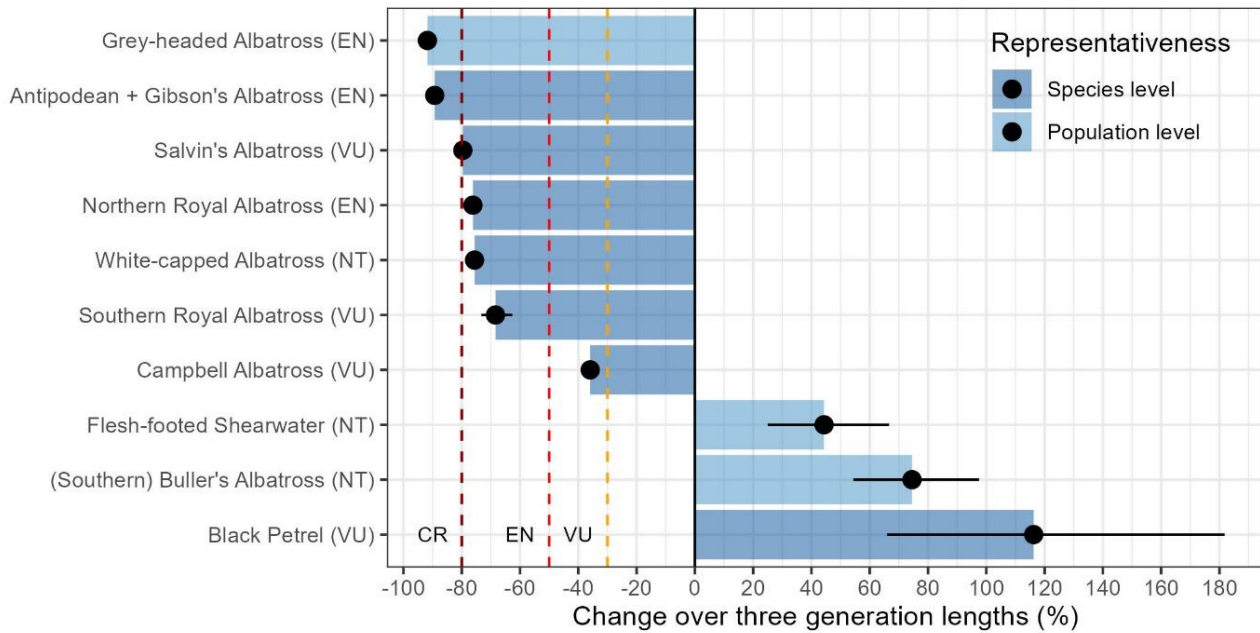 Grey-headed Albatross (EN)
Antipodean + Gibson's Albatross (EN)
Salvin's Albatross (VU)
Northern Royal Albatross (EN)
White-capped Albatross (NT)
Southern Royal Albatross (VU)
Campbell Albatross (VU)
Flesh-footed Shearwater (NT)
(Southern) Buller's Albatross (NT)
Black Petrel (VU)
Representativeness
Species level
Population level
CR EN VU
-100 -80 -60 -40 -20 0 20 40 60 80 100 120 140 160 180
Change over three generation lengths (%)